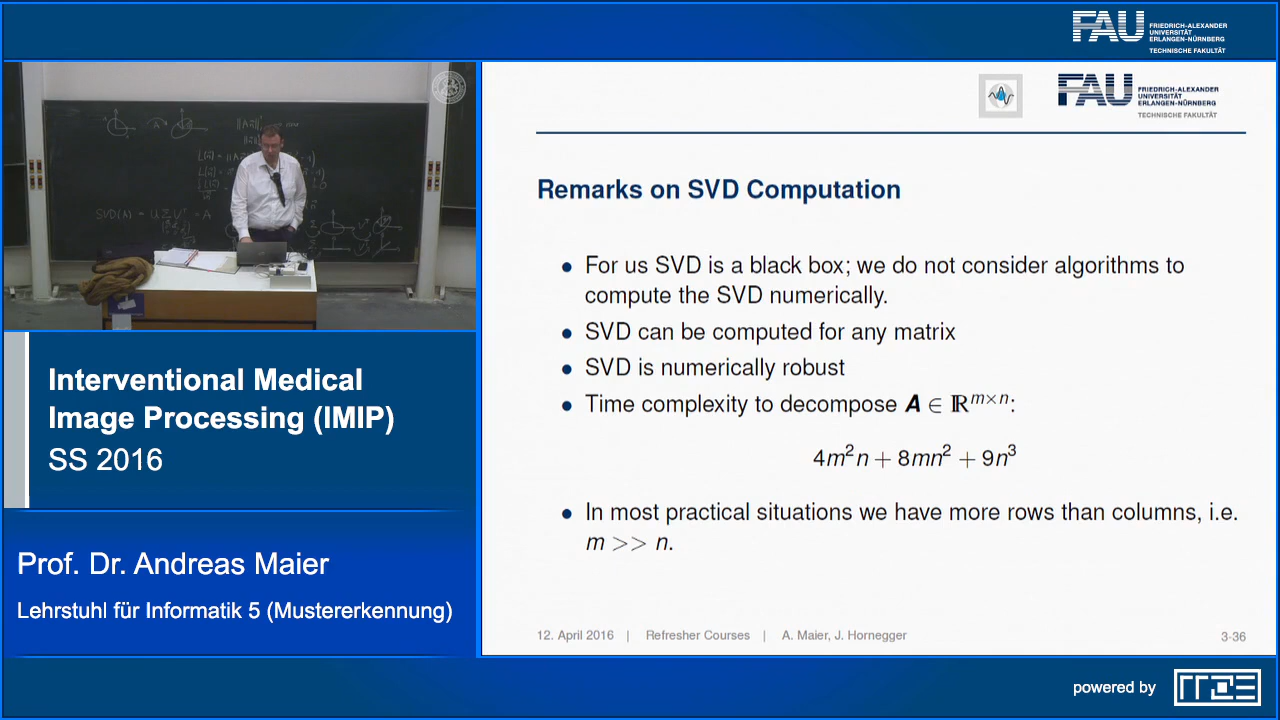 FAU
FRIEDRICH-ALEXANDER
UNIVERSITÄT
ERLANGEN-NÜRNBERG
TECHNISCHE FAKULTÄT
FAU
FRIEDRICH-ALEXANDER
UNIVERSITÄT
ERLANGEN-NÜRNBERG
TECHNISCHE FAKULTÄT
SVD(A) = U Σ V^T = A
Interventional Medical
Image Processing (IMIP)
SS 2016
Prof. Dr. Andreas Maier
Lehrstuhl für Informatik 5 (Mustererkennung)
Remarks on SVD Computation
• For us SVD is a black box; we do not consider algorithms to
compute the SVD numerically.
• SVD can be computed for any matrix
• SVD is numerically robust
• Time complexity to decompose A ∈ ℝ^{m×n}:
4m²n + 8mn² + 9n³
• In most practical situations we have more rows than columns, i.e.
m >> n.
12. April 2016 | Refresher Courses | A. Maier, J. Hornegger
3-36
powered by
RRZE